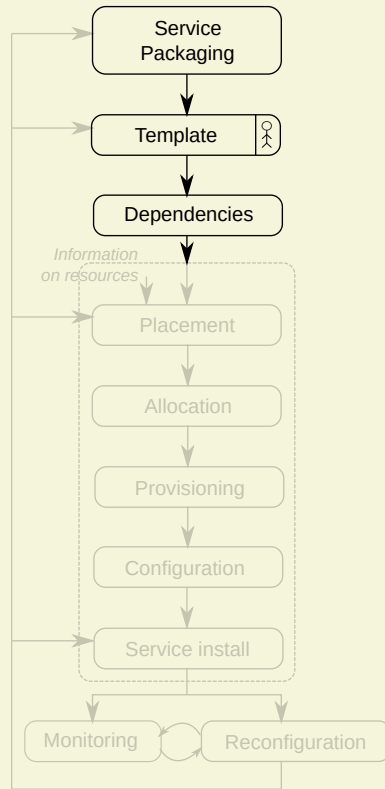 Service
Packaging
Template
Dependencies
Information
on resources
Placement
Allocation
Provisioning
Configuration
Service install
Monitoring
Reconfiguration